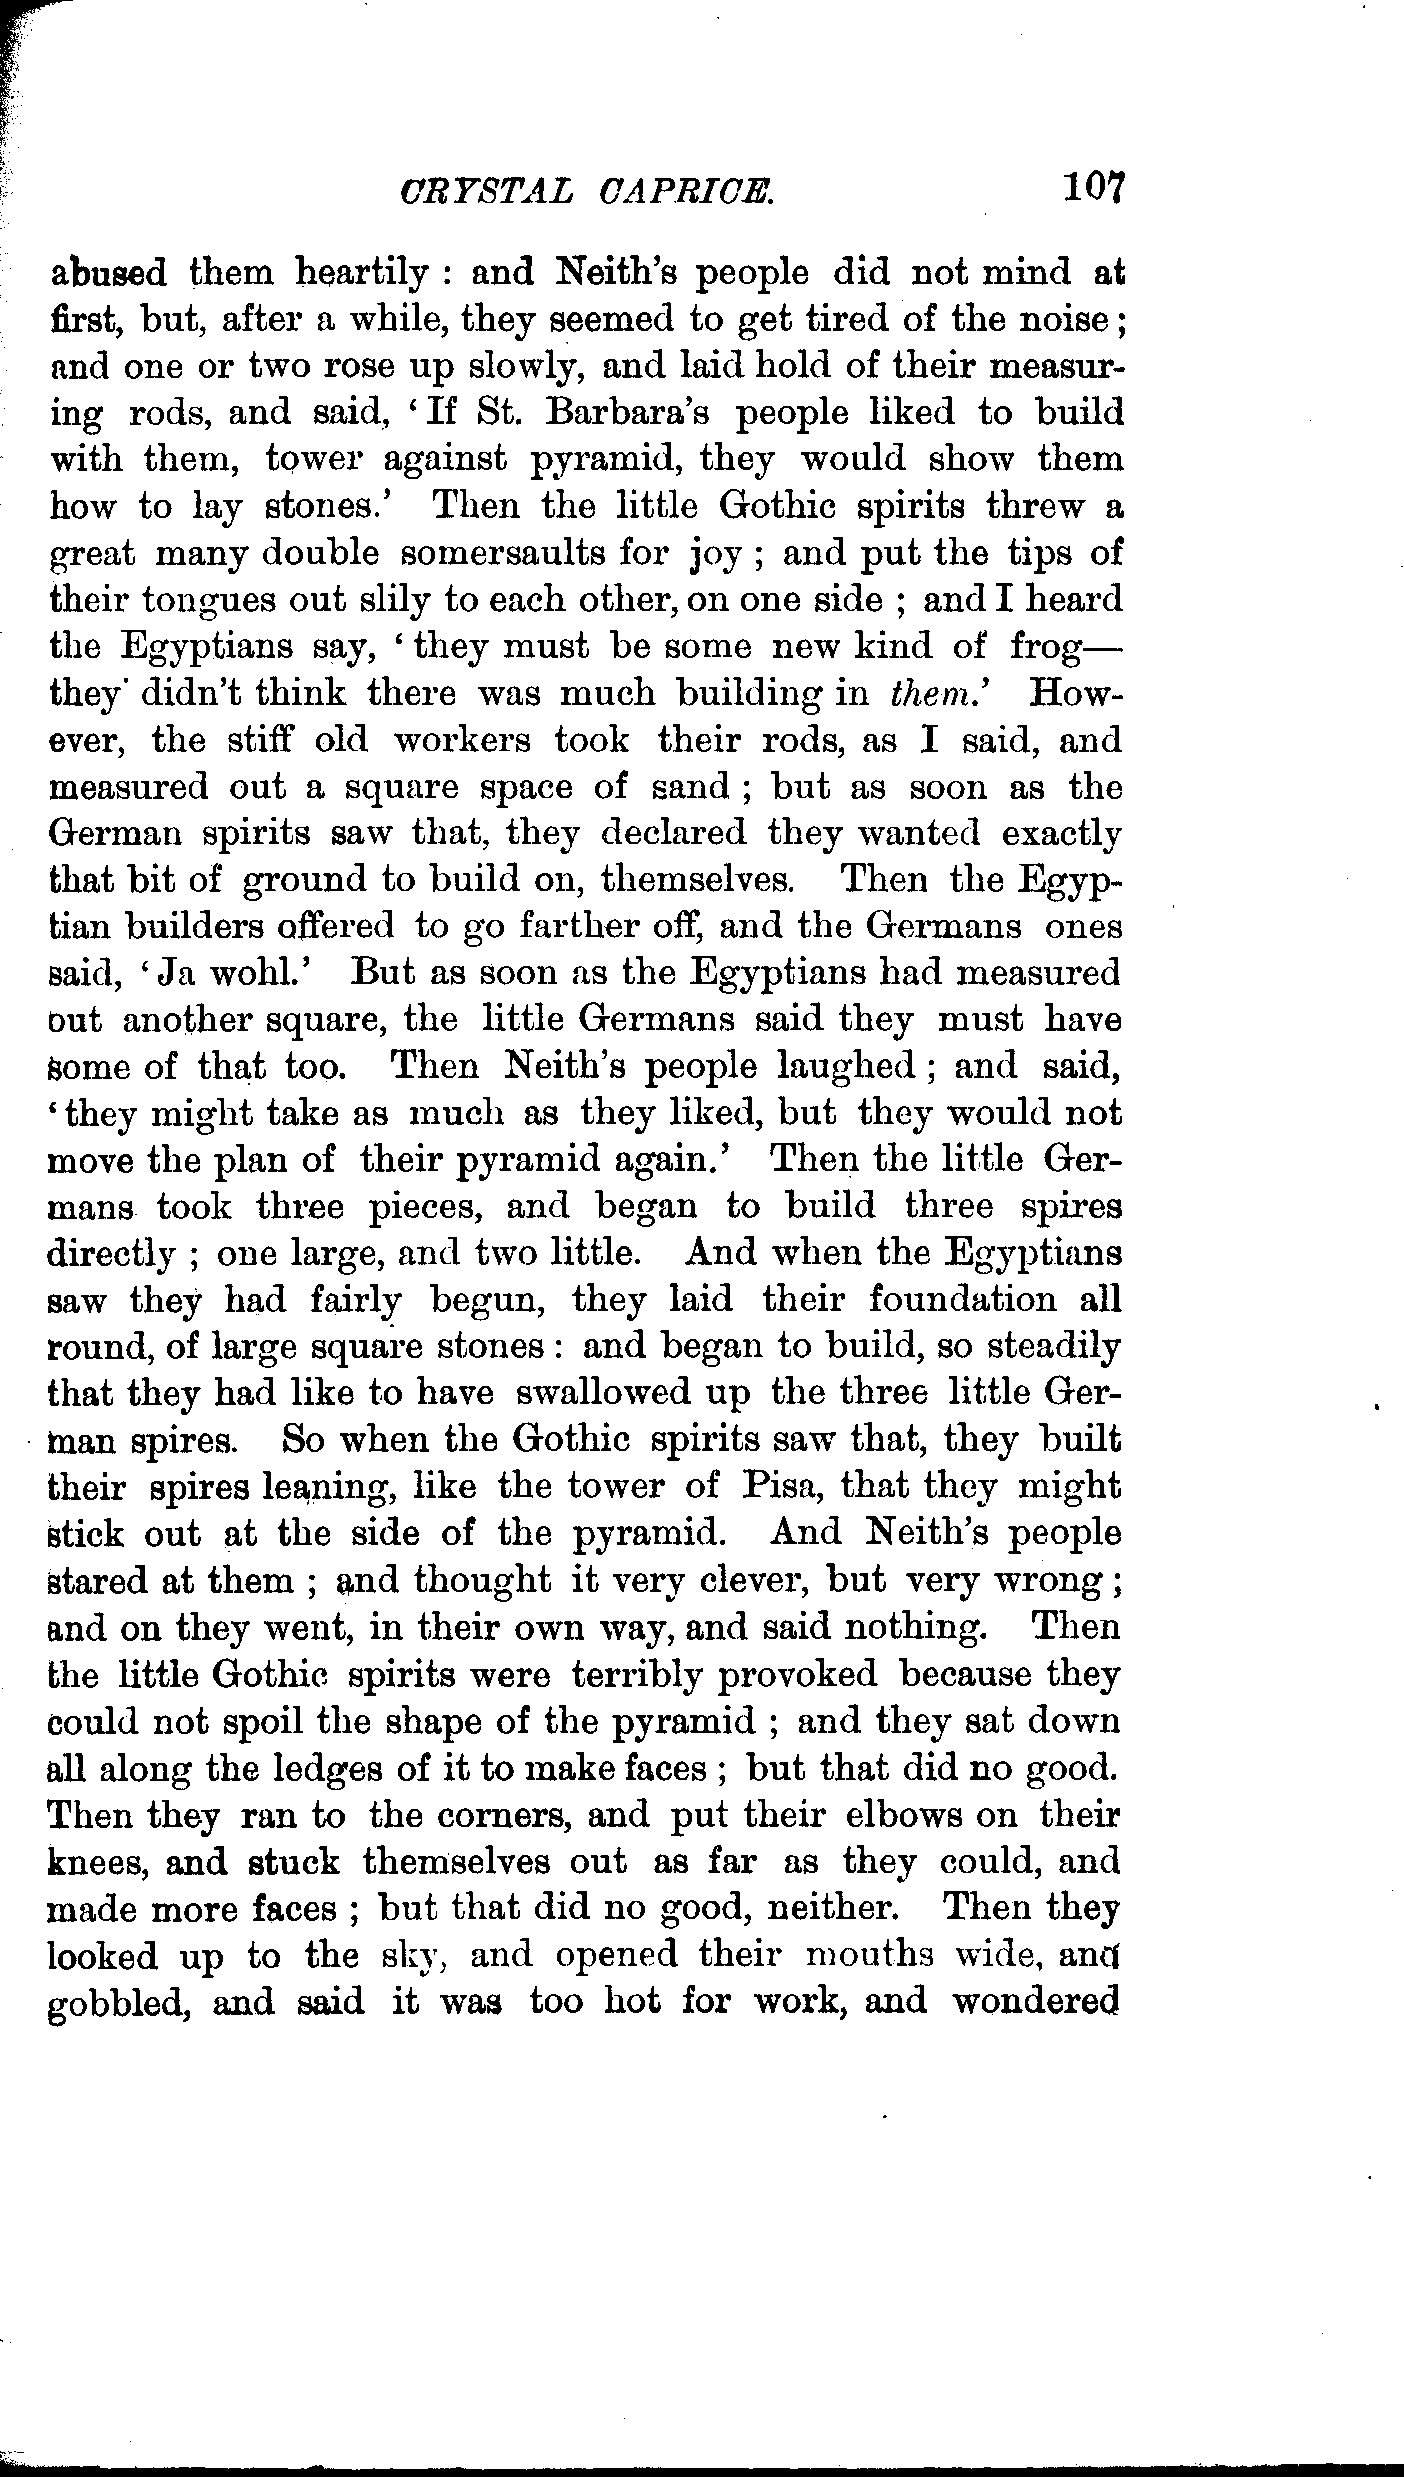 CRYSTAL CAPRICE. 107
abused them heartily : and Neith's people did not mind at
first, but, after a while, they seemed to get tired of the noise ;
and one or two rose up slowly, and laid hold of their measur-
ing rods, and said, ‘ If St. Barbara's people liked to build
with them, tower against pyramid, they would show them
how to lay stones.’ Then the little Gothic spirits threw a
great many double somersaults for joy ; and put the tips of
their tongues out slily to each other, on one side ; and I heard
the Egyptians say, ‘ they must be some new kind of frog—
they didn't think there was much building in them.’ How-
ever, the stiff old workers took their rods, as I said, and
measured out a square space of sand ; but as soon as the
German spirits saw that, they declared they wanted exactly
that bit of ground to build on, themselves. Then the Egyp-
tian builders offered to go farther off, and the Germans ones
said, ‘ Ja wohl.’ But as soon as the Egyptians had measured
out another square, the little Germans said they must have
some of that too. Then Neith's people laughed ; and said,
‘ they might take as much as they liked, but they would not
move the plan of their pyramid again.’ Then the little Ger-
mans took three pieces, and began to build three spires
directly ; one large, and two little. And when the Egyptians
saw they had fairly begun, they laid their foundation all
round, of large square stones : and began to build, so steadily
that they had like to have swallowed up the three little Ger-
man spires. So when the Gothic spirits saw that, they built
their spires leaning, like the tower of Pisa, that they might
stick out at the side of the pyramid. And Neith's people
stared at them ; and thought it very clever, but very wrong ;
and on they went, in their own way, and said nothing. Then
the little Gothic spirits were terribly provoked because they
could not spoil the shape of the pyramid ; and they sat down
all along the ledges of it to make faces ; but that did no good.
Then they ran to the corners, and put their elbows on their
knees, and stuck themselves out as far as they could, and
made more faces ; but that did no good, neither. Then they
looked up to the sky, and opened their mouths wide, and
gobbled, and said it was too hot for work, and wondered